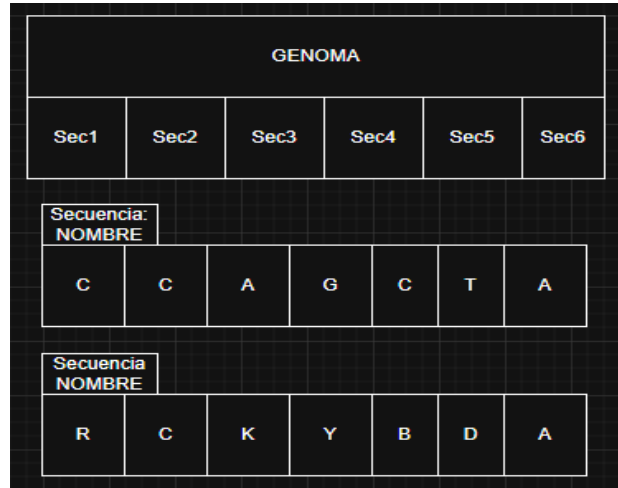 GENOMA
Sec1 Sec2 Sec3 Sec4 Sec5 Sec6
Secuencia:
NOMBRE
C C A G C T A
Secuencia
NOMBRE
R C K Y B D A